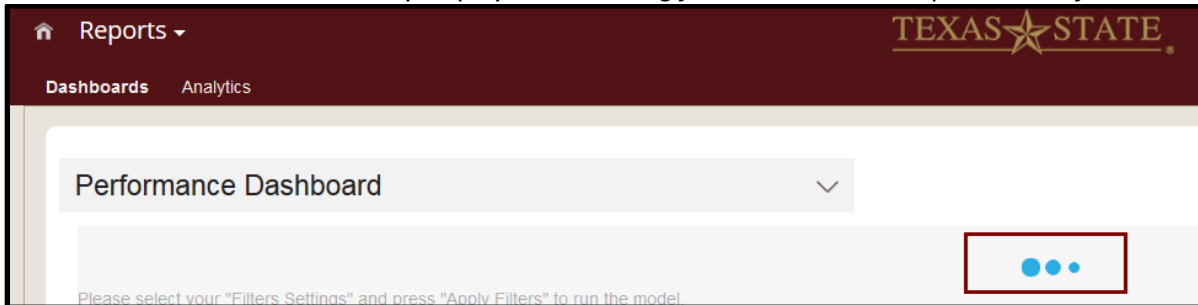 Reports
TEXAS STATE
®
Dashboards Analytics
Performance Dashboard
Please select your "Filters Settings" and press "Apply Filters" to run the model.